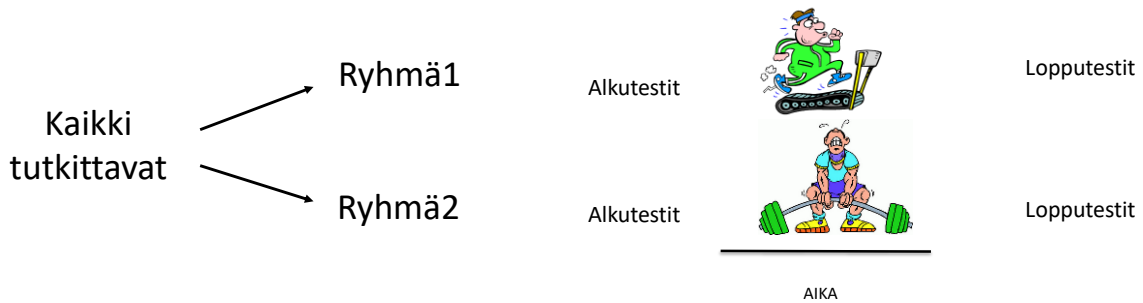 Kaikki
tutkittavat
Ryhmä1
Alkutestit
Lopputestit
Ryhmä2
Alkutestit
Lopputestit
AIKA